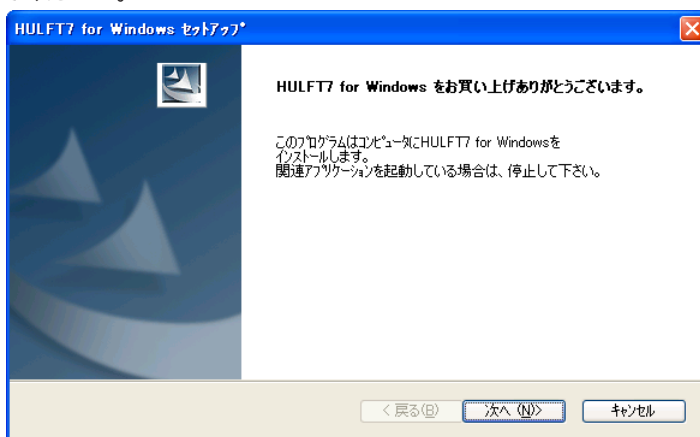 HULFT7 for Windows ｾｯﾄｱｯﾌﾟ
HULFT7 for Windows をお買い上げありがとうございます。
このプログラムはコンピュータにHULFT7 for Windowsを
インストールします。
関連アプリケーションを起動している場合は、停止して下さい。
< 戻る(B)
次へ (N)>
キャンセル